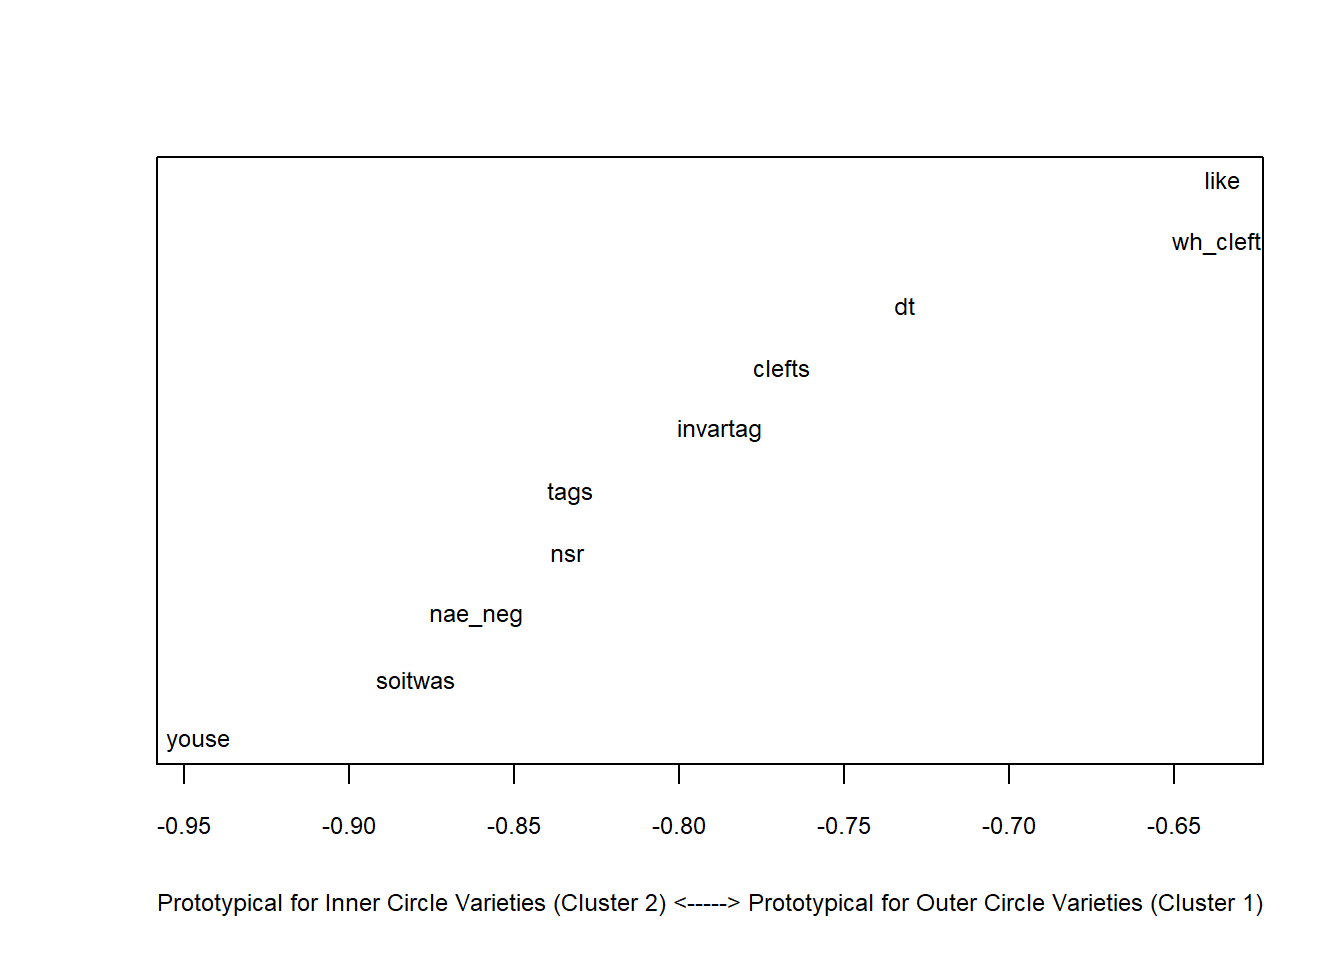 like
wh_cleft
dt
clefts
invartag
tags
nsr
nae_neg
soitwas
youse
-0.95 -0.90 -0.85 -0.80 -0.75 -0.70 -0.65
Prototypical for Inner Circle Varieties (Cluster 2) <-----> Prototypical for Outer Circle Varieties (Cluster 1)